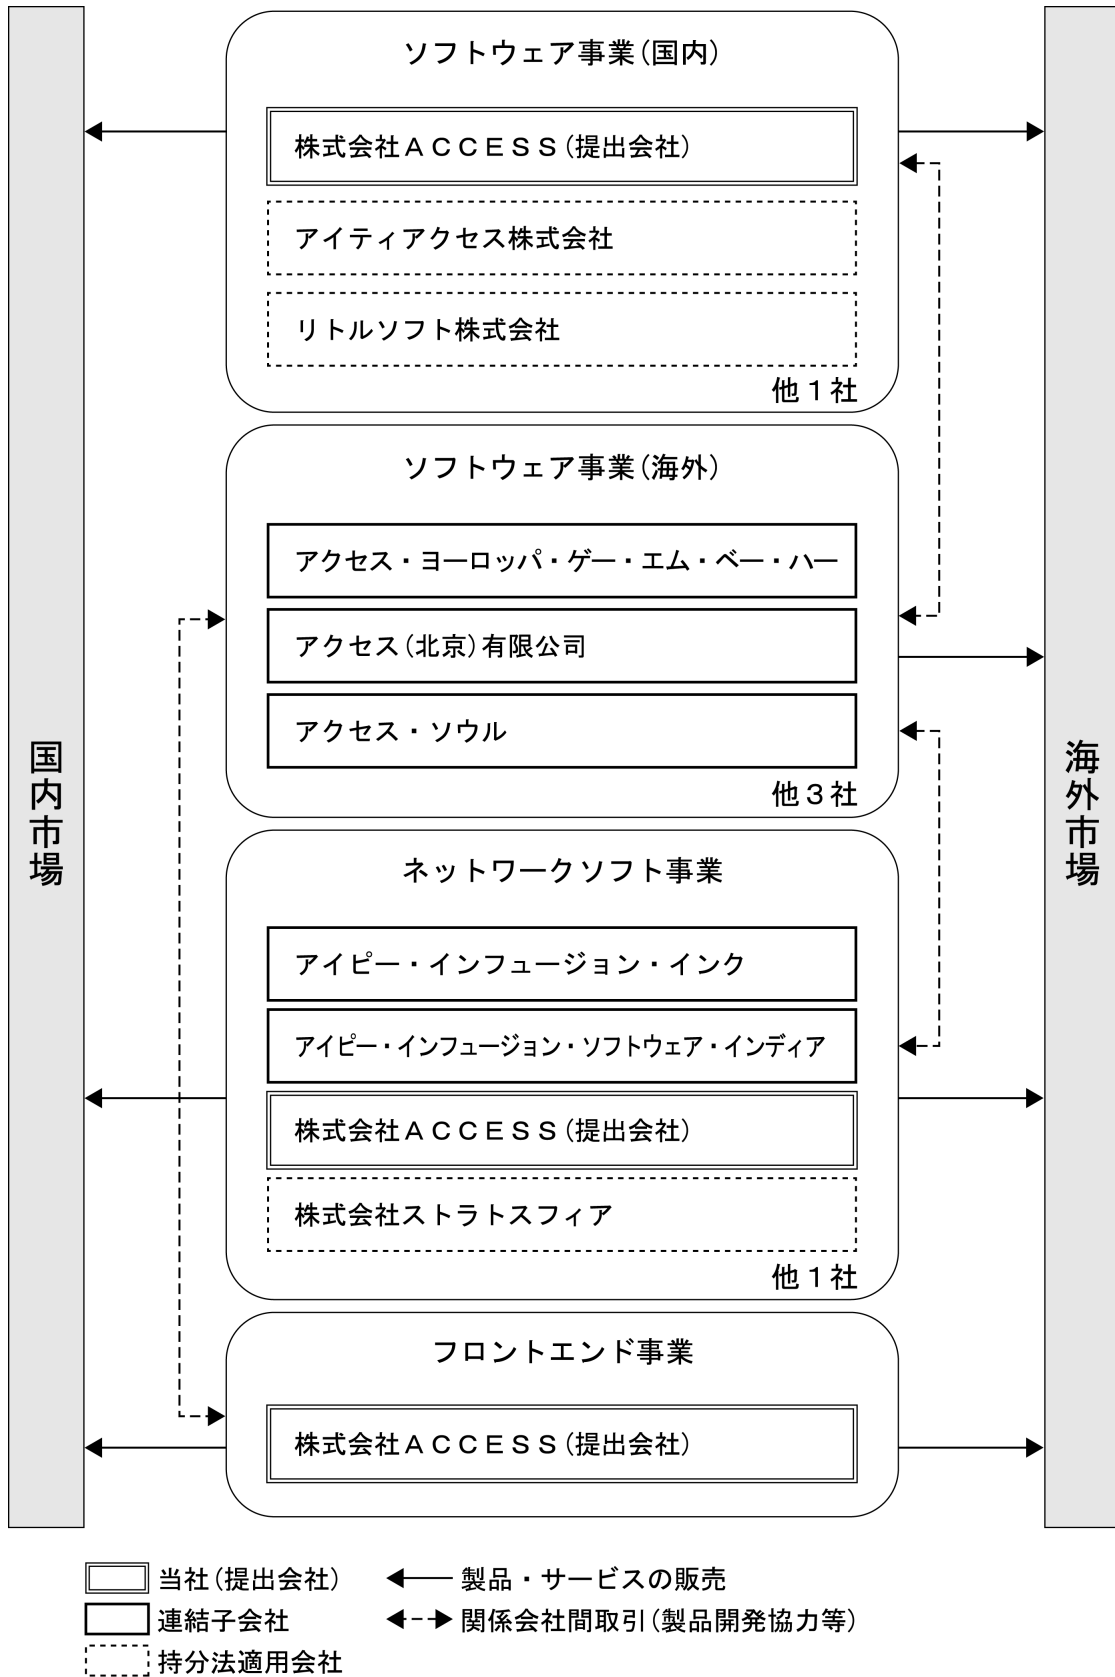 国内市場
ソフトウェア事業(国内)
株式会社ＡＣＣＥＳＳ(提出会社)
アイティアクセス株式会社
リトルソフト株式会社
他１社
ソフトウェア事業(海外)
アクセス・ヨーロッパ・ゲー・エム・ベー・ハー
アクセス(北京)有限公司
アクセス・ソウル
他３社
ネットワークソフト事業
アイピー・インフュージョン・インク
アイピー・インフュージョン・ソフトウェア・インディア
株式会社ＡＣＣＥＳＳ(提出会社)
株式会社ストラトスフィア
他１社
フロントエンド事業
株式会社ＡＣＣＥＳＳ(提出会社)
海外市場
当社(提出会社)
製品・サービスの販売
連結子会社
関係会社間取引(製品開発協力等)
持分法適用会社